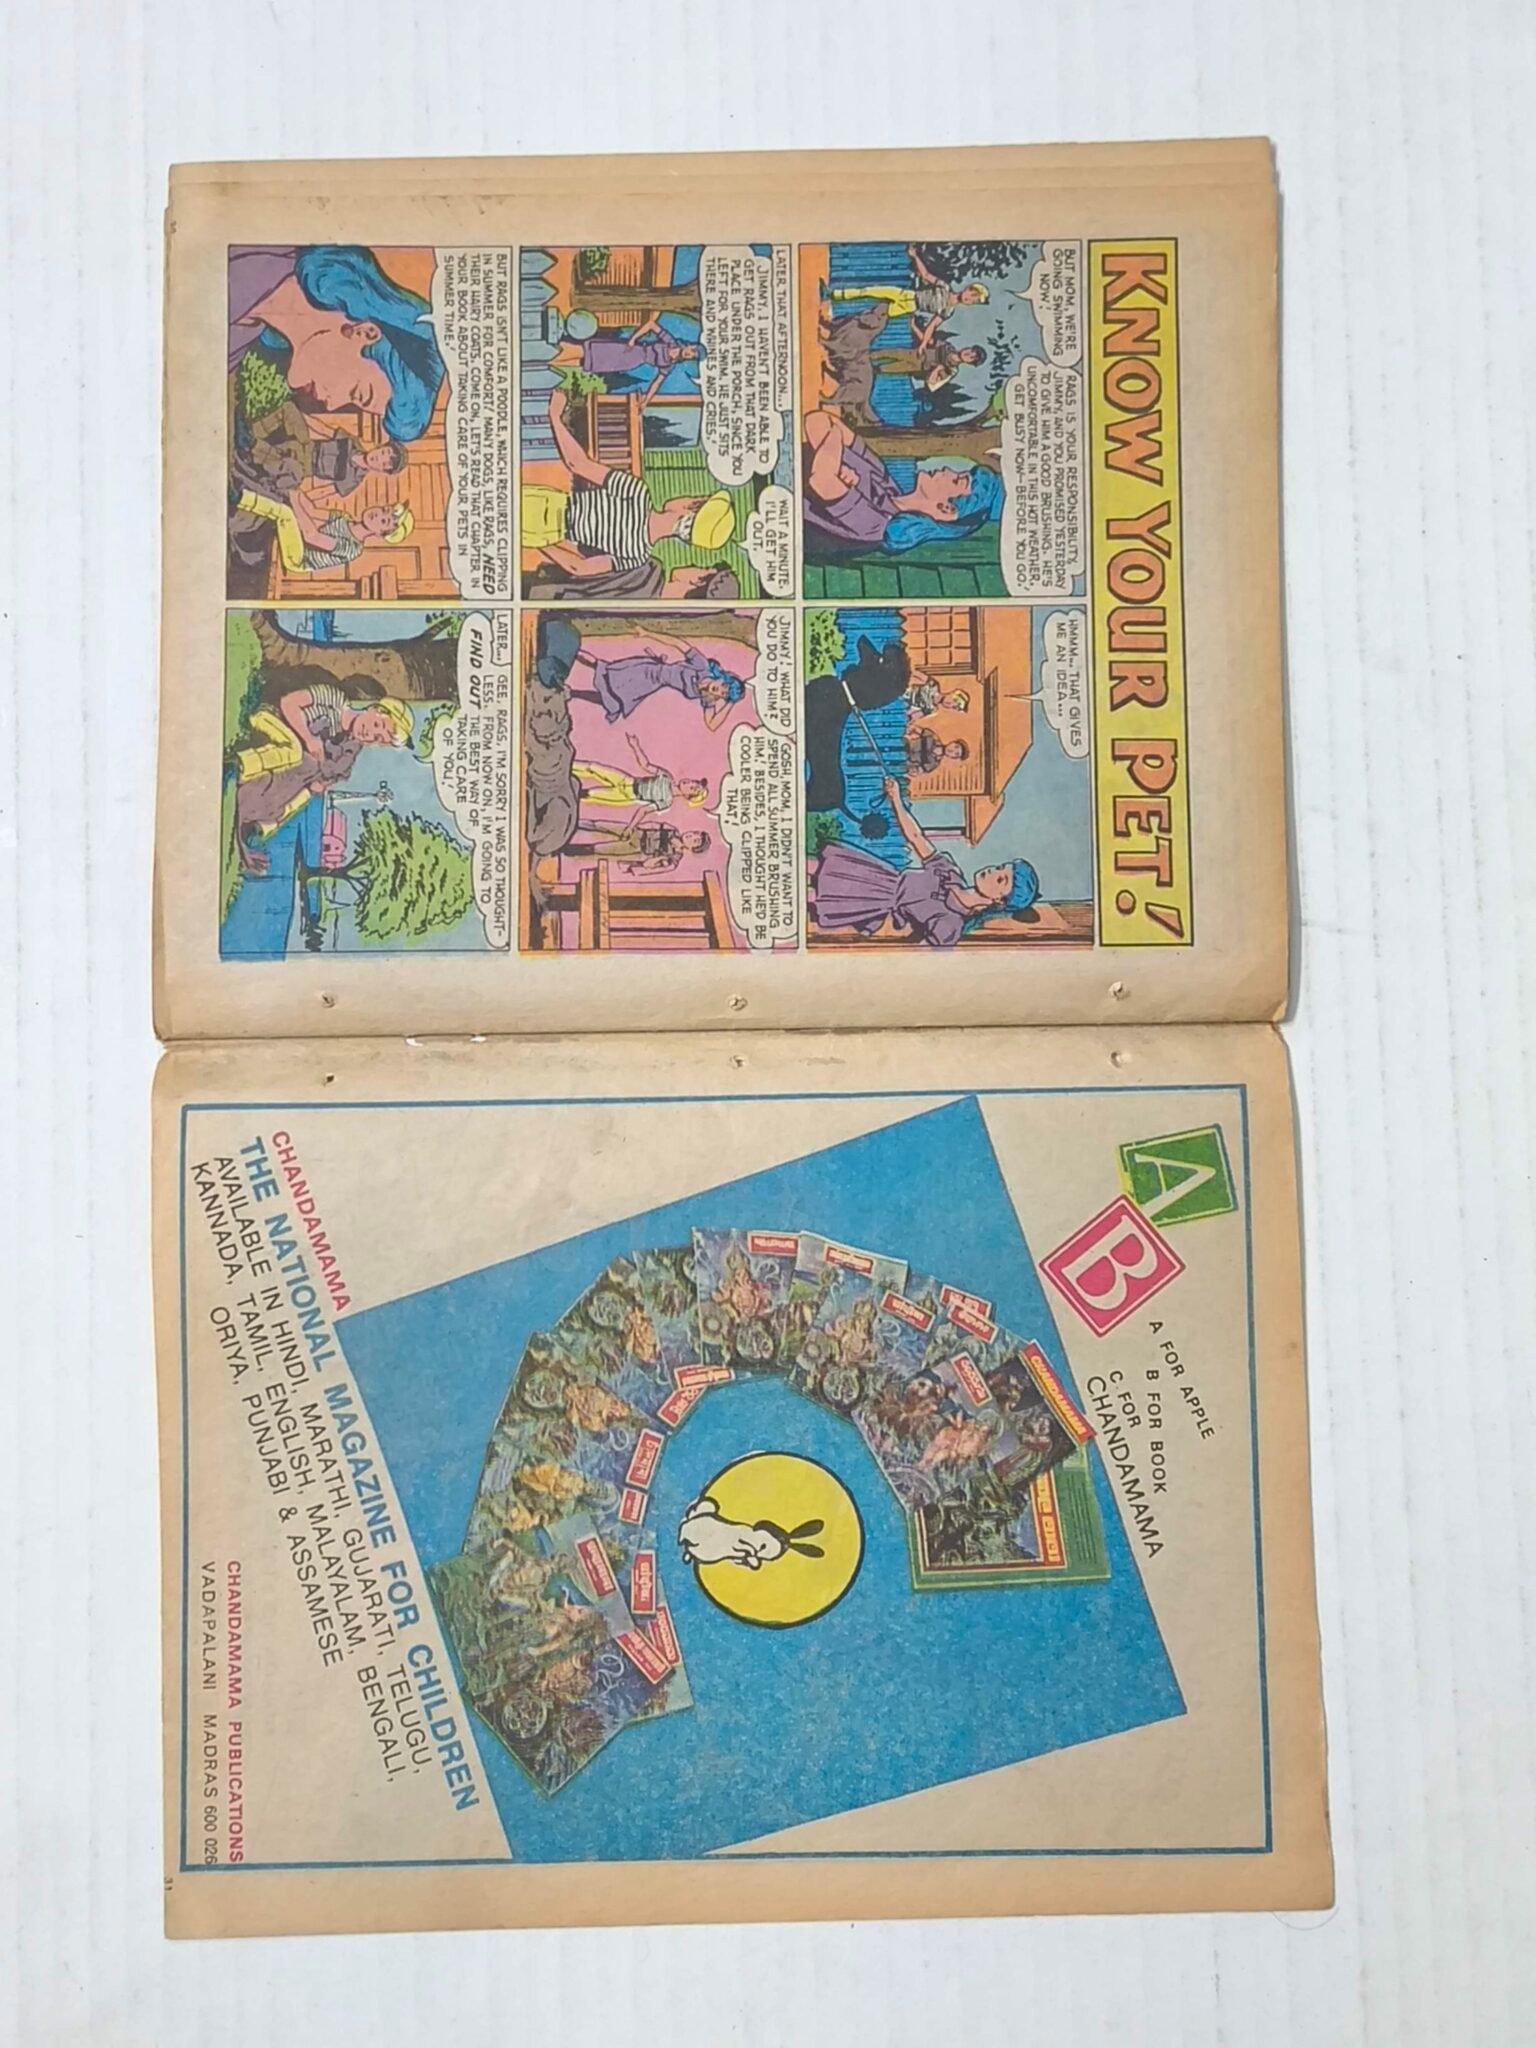 KNOW YOUR PET!
BUT MOM, WE'RE
GOING SWIMMING
NOW!
RAGS IS YOUR RESPONSIBILITY,
JIMMY, AND YOU PROMISED YESTERDAY
TO GIVE HIM A GOOD BRUSHING. HE'S
UNCOMFORTABLE IN THIS HOT WEATHER.
GET BUSY NOW--BEFORE YOU GO!
HMMM... THAT GIVES
ME AN IDEA...
LATER, THAT AFTERNOON...
JIMMY, I HAVEN'T BEEN ABLE TO
GET RAGS OUT FROM THAT DARK
PLACE UNDER THE PORCH, SINCE YOU
LEFT FOR YOUR SWIM. HE JUST SITS
THERE AND WHINES AND CRIES!
WAIT A MINUTE.
I'LL GET HIM
OUT.
JIMMY! WHAT DID
YOU DO TO HIM?
GOSH, MOM, I DIDN'T WANT TO
SPEND ALL SUMMER BRUSHING
HIM! BESIDES, I THOUGHT HE'D BE
COOLER BEING CLIPPED LIKE
THAT!
BUT RAGS ISN'T LIKE A POODLE, WHICH REQUIRES CLIPPING
IN SUMMER FOR COMFORT! MANY DOGS, LIKE RAGS, NEED
THEIR HAIRY COATS. COME ON, LET'S READ THAT CHAPTER IN
YOUR BOOK ABOUT TAKING CARE OF YOUR PETS IN
SUMMER TIME!
LATER...
GEE, RAGS, I'M SORRY I WAS SO THOUGHT-
LESS. FROM NOW ON, I'M GOING TO
FIND OUT THE BEST WAY OF
TAKING CARE
OF YOU!
30
A
B
A FOR APPLE
B FOR BOOK
C. FOR
CHANDAMAMA
CHANDAMAMA
CHANDAMAMA
THE NATIONAL MAGAZINE FOR CHILDREN
AVAILABLE IN HINDI, MARATHI, GUJARATI, TELUGU,
KANNADA, TAMIL, ENGLISH, MALAYALAM, BENGALI,
ORIYA, PUNJABI & ASSAMESE
CHANDAMAMA PUBLICATIONS
VADAPALANI MADRAS 600 026
31